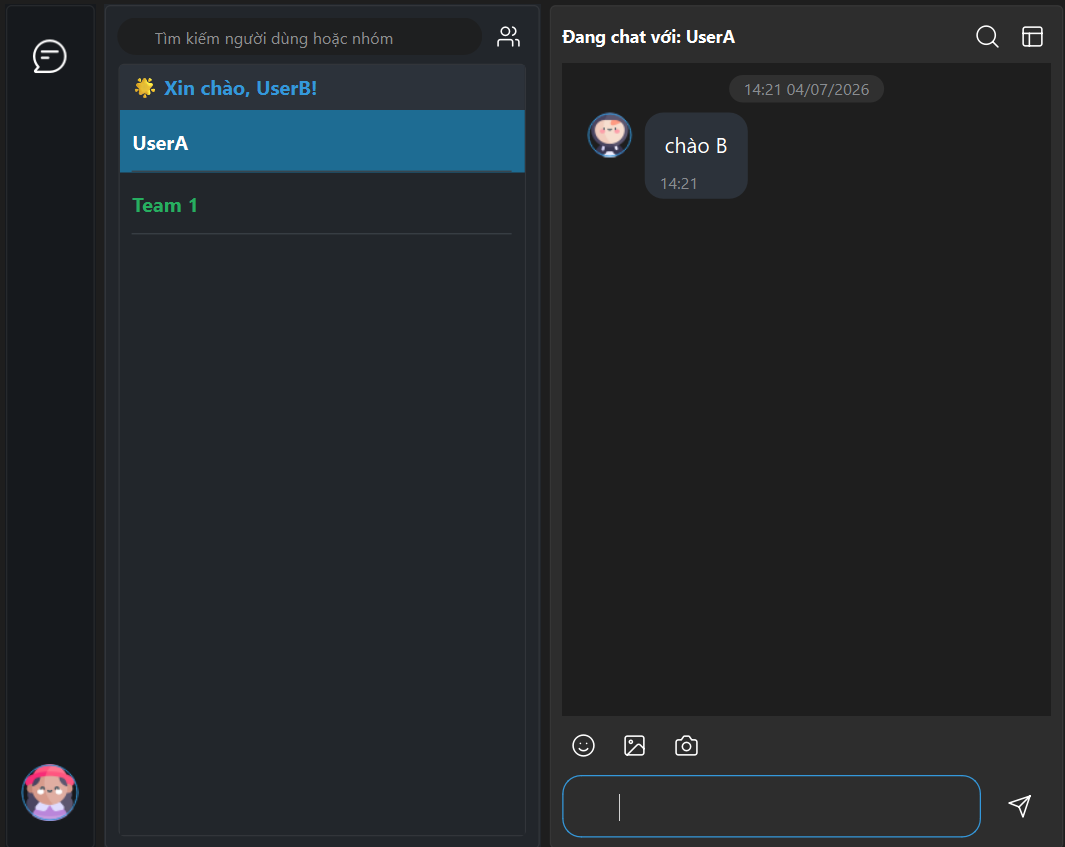 Tìm kiếm người dùng hoặc nhóm
🌟 Xin chào, UserB!
UserA
Team 1
Đang chat với: UserA
14:21 04/07/2026
chào B
14:21